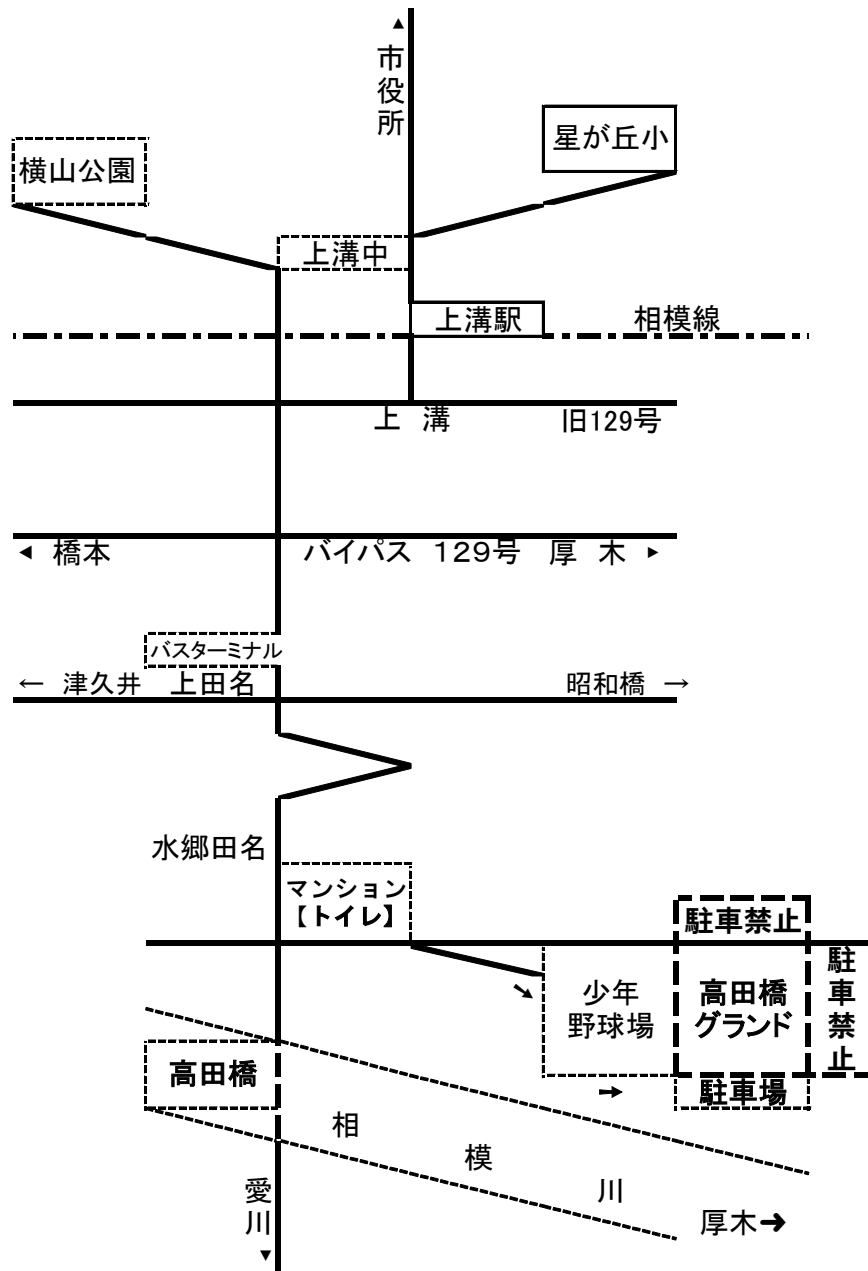 ▲
市役所
星が丘小
横山公園
上溝中
上溝駅
相模線
上 溝
旧129号
◀ 橋本
バイパス 129号
厚 木 ▶
バスターミナル
← 津久井
上田名
昭和橋 →
水郷田名
マンション
【トイレ】
駐車禁止
駐車禁止
少年
野球場
高田橋
グランド
高田橋
駐車場
相 模 川
愛川
▼
厚木➔